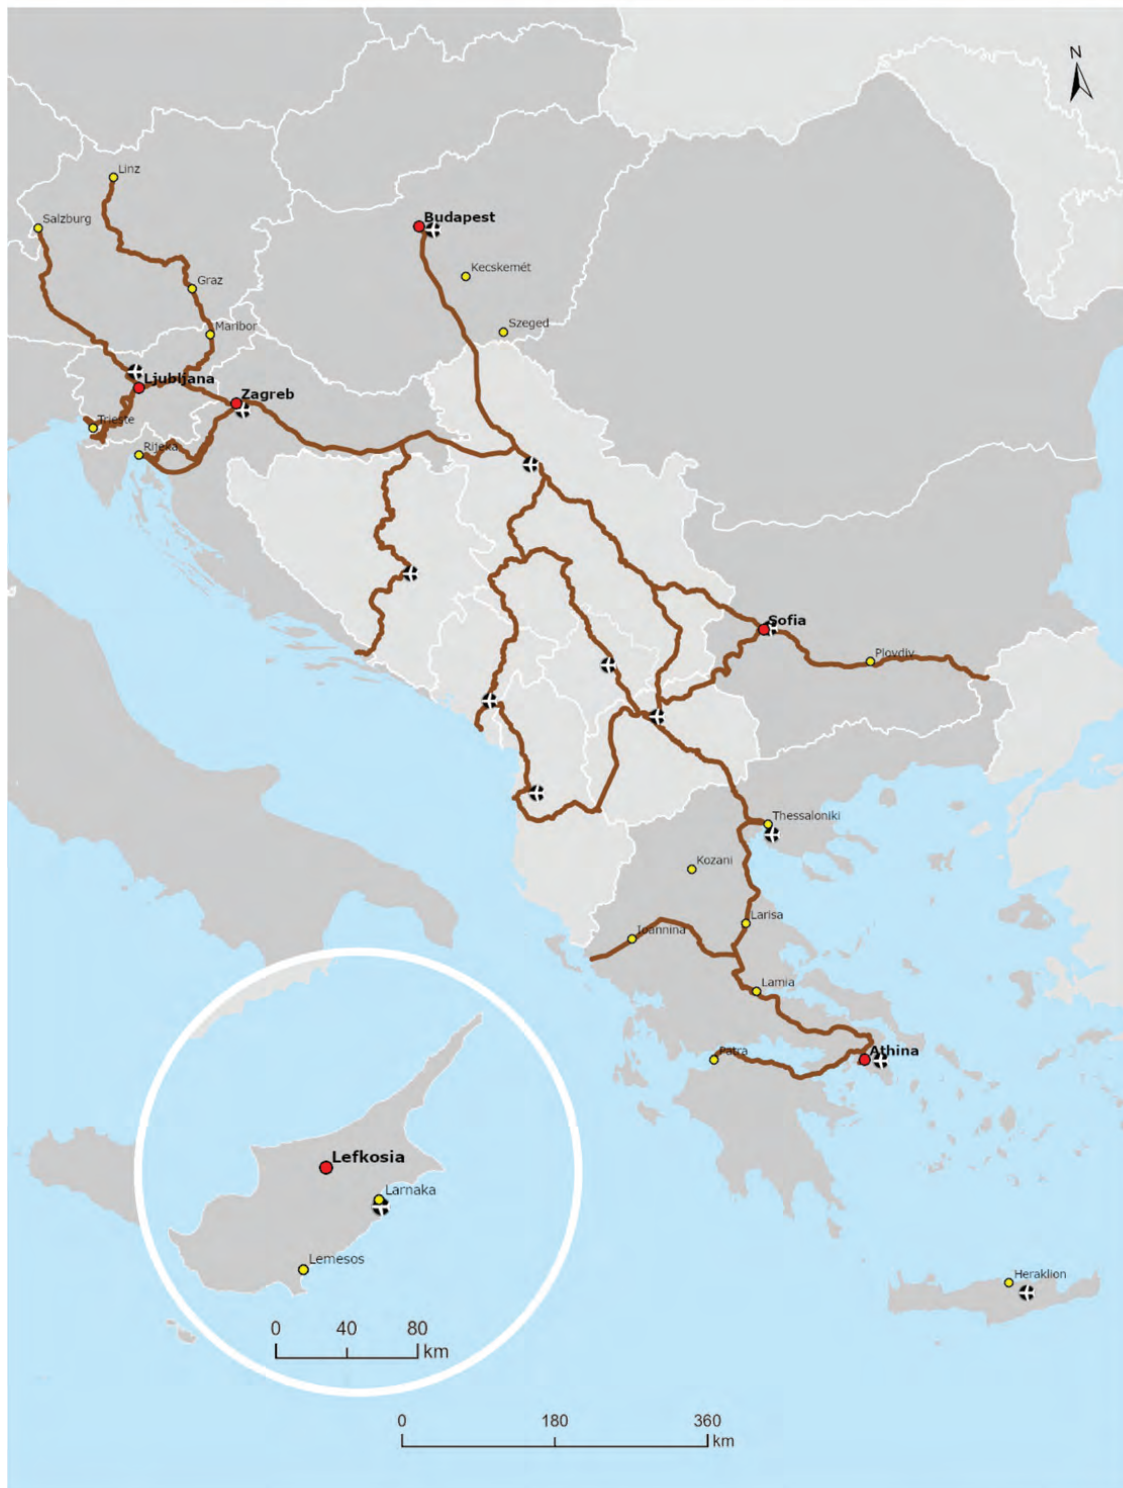 N
Linz
Salzburg
Budapest
Kecskemét
Graz
Szeged
Maribor
Ljubljana
Zagreb
Trieste
Rijeka
Sofia
Plovdiv
Thessaloniki
Kozani
Larisa
Ioannina
Lamia
Patra
Athina
Lefkosia
Larnaka
Lemesos
Heraklion
0 40 80
km
0 180 360
km